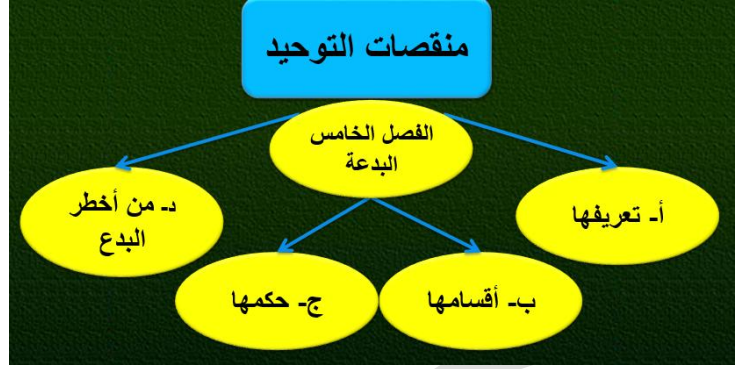 منقصات التوحيد
الفصل الخامس
البدعة
أ- تعريفها
ب- أقسامها
ج- حكمها
د- من أخطر
البدع